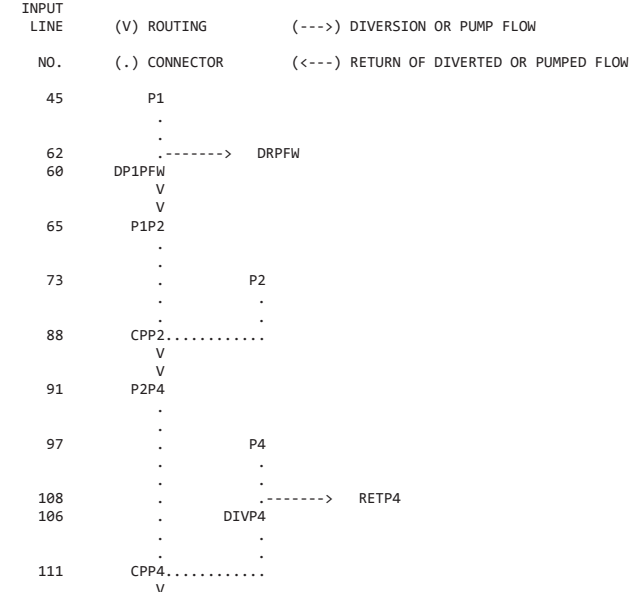 INPUT
LINE (V) ROUTING (--->) DIVERSION OR PUMP FLOW
NO. (.) CONNECTOR (<---) RETURN OF DIVERTED OR PUMPED FLOW
45 P1
.
.
62 .-------> DRPFW
60 DP1PFW
V
V
65 P1P2
.
.
73 . P2
. .
. .
88 CPP2............
V
V
91 P2P4
.
.
97 . P4
. .
. .
108 . .-------> RETP4
106 . DIVP4
. .
. .
111 CPP4............
V